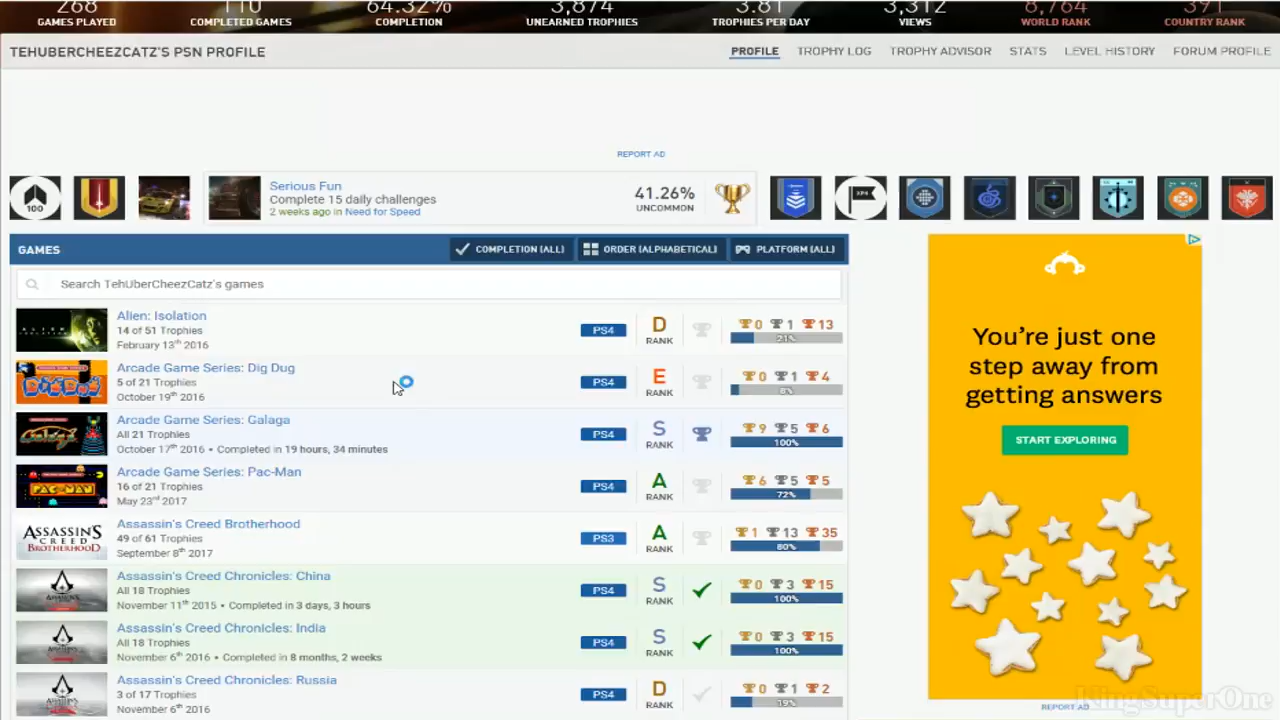 268 110 64.32% 3,874 3.81 3,312 8,764 391
GAMES PLAYED COMPLETED GAMES COMPLETION UNEARNED TROPHIES TROPHIES PER DAY VIEWS WORLD RANK COUNTRY RANK
TEHUBERCHEEZCATZ'S PSN PROFILE
PROFILE TROPHY LOG TROPHY ADVISOR STATS LEVEL HISTORY FORUM PROFILE
REPORT AD
100
Serious Fun
Complete 15 daily challenges
2 weeks ago in Need for Speed
41.26%
UNCOMMON
XP4
GAMES
COMPLETION (ALL) ORDER (ALPHABETICAL) PLATFORM (ALL)
Search TehUberCheezCatz's games
Alien: Isolation
14 of 51 Trophies
February 13th 2016
PS4 D RANK 0 1 13
21%
Arcade Game Series: Dig Dug
5 of 21 Trophies
October 19th 2016
PS4 E RANK 0 1 4
8%
Arcade Game Series: Galaga
All 21 Trophies
October 17th 2016 • Completed in 19 hours, 34 minutes
PS4 S RANK 9 5 6
100%
Arcade Game Series: Pac-Man
16 of 21 Trophies
May 23rd 2017
PS4 A RANK 6 5 5
72%
ASSASSIN'S CREED BROTHERHOOD
Assassin's Creed Brotherhood
49 of 61 Trophies
September 8th 2017
PS3 A RANK 1 13 35
80%
Assassin's Creed Chronicles: China
All 18 Trophies
November 11th 2015 • Completed in 3 days, 3 hours
PS4 S RANK 0 3 15
100%
Assassin's Creed Chronicles: India
All 18 Trophies
November 6th 2016 • Completed in 8 months, 2 weeks
PS4 S RANK 0 3 15
100%
Assassin's Creed Chronicles: Russia
3 of 17 Trophies
November 6th 2016
PS4 D RANK 0 1 2
19%
You're just one
step away from
getting answers
START EXPLORING
KingSuperOne
REPORT AD